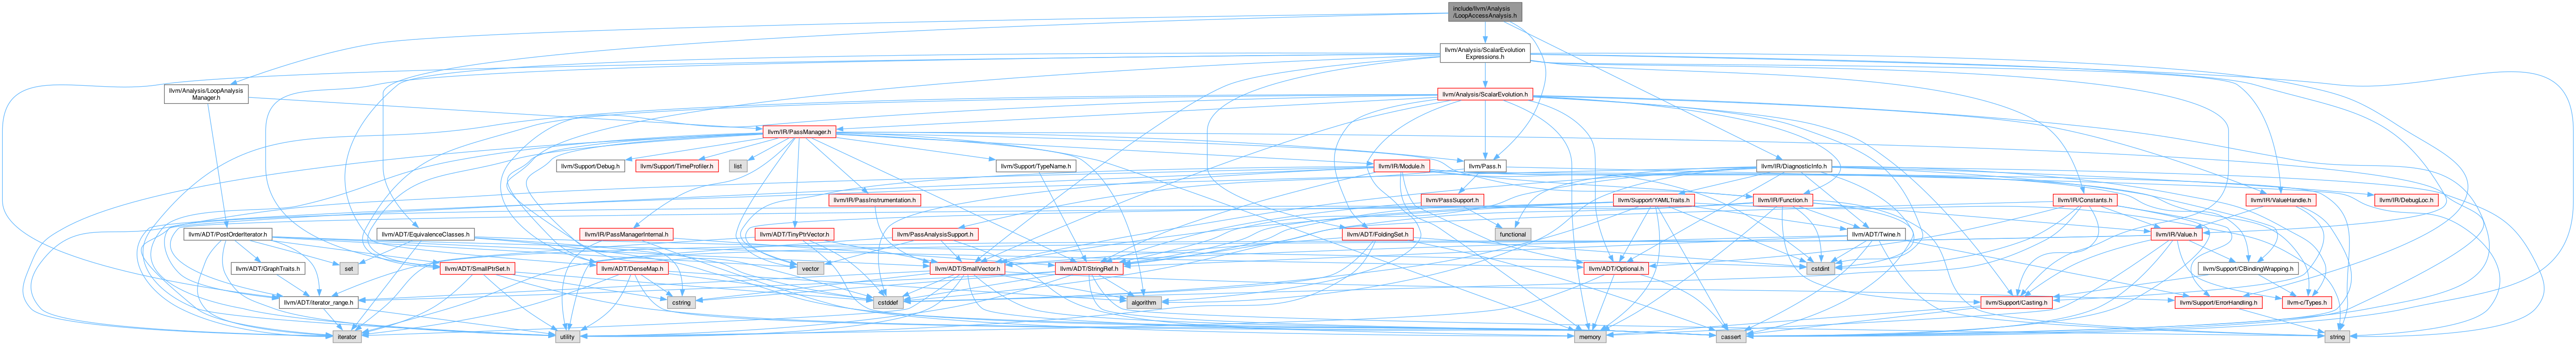 include/llvm/Analysis
/LoopAccessAnalysis.h
llvm/Analysis/ScalarEvolution
Expressions.h
llvm/Analysis/LoopAnalysis
Manager.h
llvm/Analysis/ScalarEvolution.h
llvm/IR/PassManager.h
llvm/Support/Debug.h
llvm/Support/TimeProfiler.h
list
llvm/Support/TypeName.h
llvm/IR/Module.h
llvm/Pass.h
llvm/IR/DiagnosticInfo.h
llvm/IR/PassInstrumentation.h
llvm/PassSupport.h
llvm/Support/YAMLTraits.h
llvm/IR/Function.h
llvm/IR/Constants.h
llvm/IR/ValueHandle.h
llvm/IR/DebugLoc.h
llvm/ADT/PostOrderIterator.h
llvm/ADT/EquivalenceClasses.h
llvm/IR/PassManagerInternal.h
llvm/ADT/TinyPtrVector.h
llvm/PassAnalysisSupport.h
llvm/ADT/FoldingSet.h
functional
llvm/ADT/Twine.h
llvm/IR/Value.h
llvm/ADT/GraphTraits.h
set
llvm/ADT/SmallPtrSet.h
llvm/ADT/DenseMap.h
vector
llvm/ADT/SmallVector.h
llvm/ADT/StringRef.h
llvm/ADT/Optional.h
cstdint
llvm/Support/CBindingWrapping.h
llvm/ADT/iterator_range.h
cstring
cstddef
algorithm
llvm/Support/Casting.h
llvm/Support/ErrorHandling.h
llvm-c/Types.h
iterator
utility
memory
cassert
string